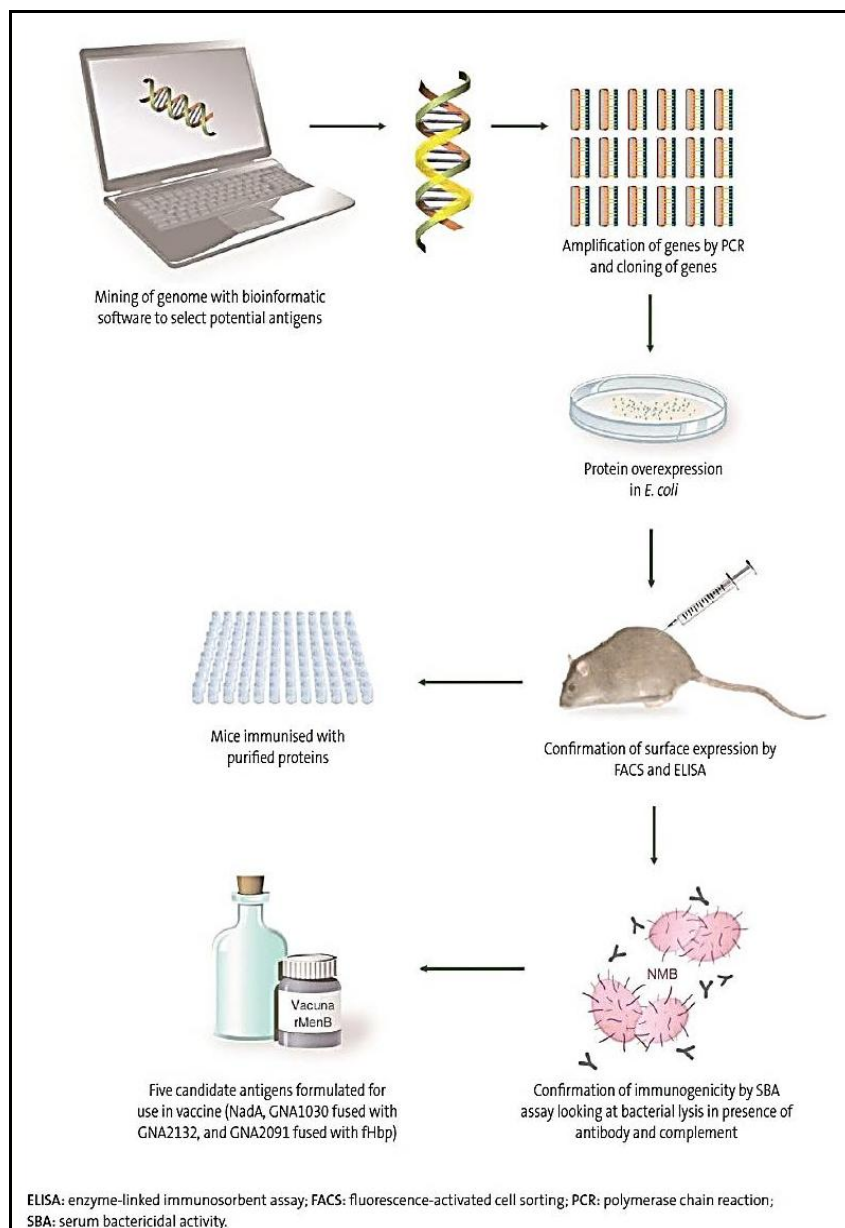 Mining of genome with bioinformatic
software to select potential antigens
Amplification of genes by PCR
and cloning of genes
Protein overexpression
in E. coli
Mice immunised with
purified proteins
Confirmation of surface expression by
FACS and ELISA
NMB
Vacuna
rMenB
Five candidate antigens formulated for
use in vaccine (NadA, GNA1030 fused with
GNA2132, and GNA2091 fused with fHbp)
Confirmation of immunogenicity by SBA
assay looking at bacterial lysis in presence of
antibody and complement
ELISA: enzyme-linked immunosorbent assay; FACS: fluorescence-activated cell sorting; PCR: polymerase chain reaction;
SBA: serum bactericidal activity.